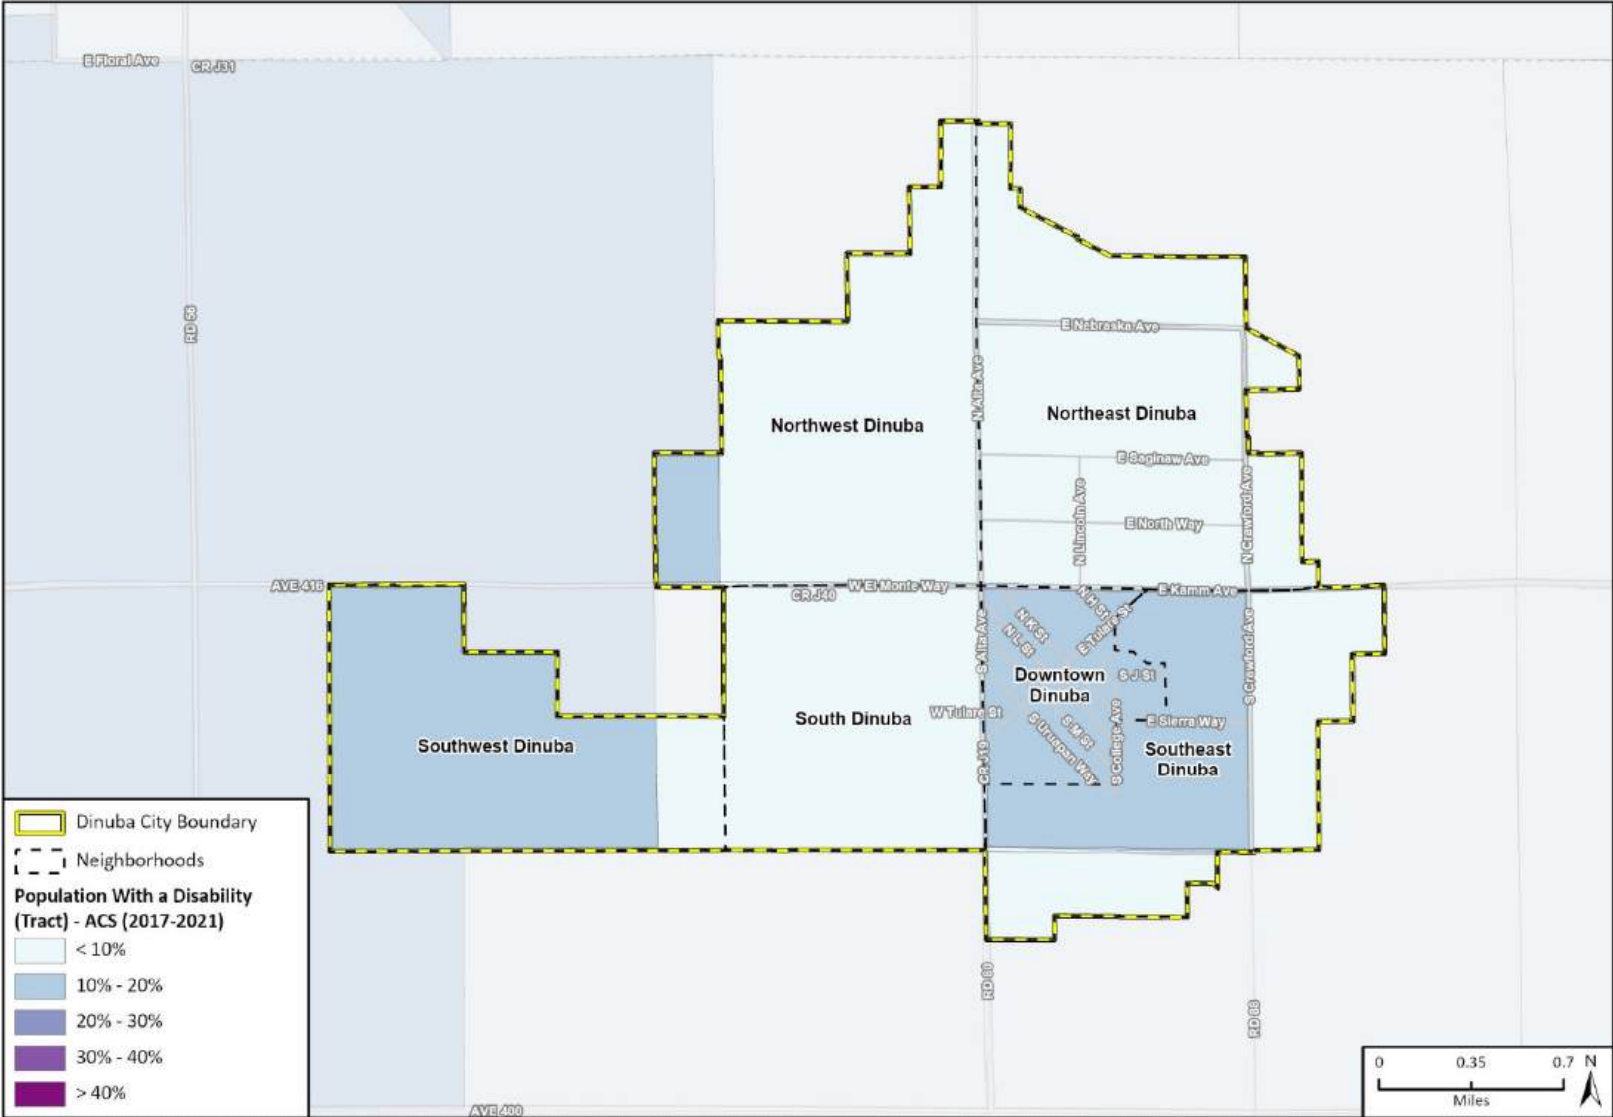 E Floral Ave
CR J31
RD 56
E Nebraska Ave
N Alta Ave
Northwest Dinuba
Northeast Dinuba
E Saginaw Ave
N Lincoln Ave
E North Way
N Crawford Ave
AVE 416
W El Monte Way
CR J40
E Kamm Ave
N H St
E Tulare St
N K St
N L St
S Alta Ave
S Crawford Ave
Downtown
Dinuba
S J St
South Dinuba
W Tulare St
S M St
S Uruapan Way
S College Ave
E Sierra Way
Southwest Dinuba
CR J19
Southeast
Dinuba
Dinuba City Boundary
Neighborhoods
Population With a Disability
(Tract) - ACS (2017-2021)
< 10%
10% - 20%
20% - 30%
30% - 40%
> 40%
RD 80
RD 88
AVE 400
0 0.35 0.7 N
Miles